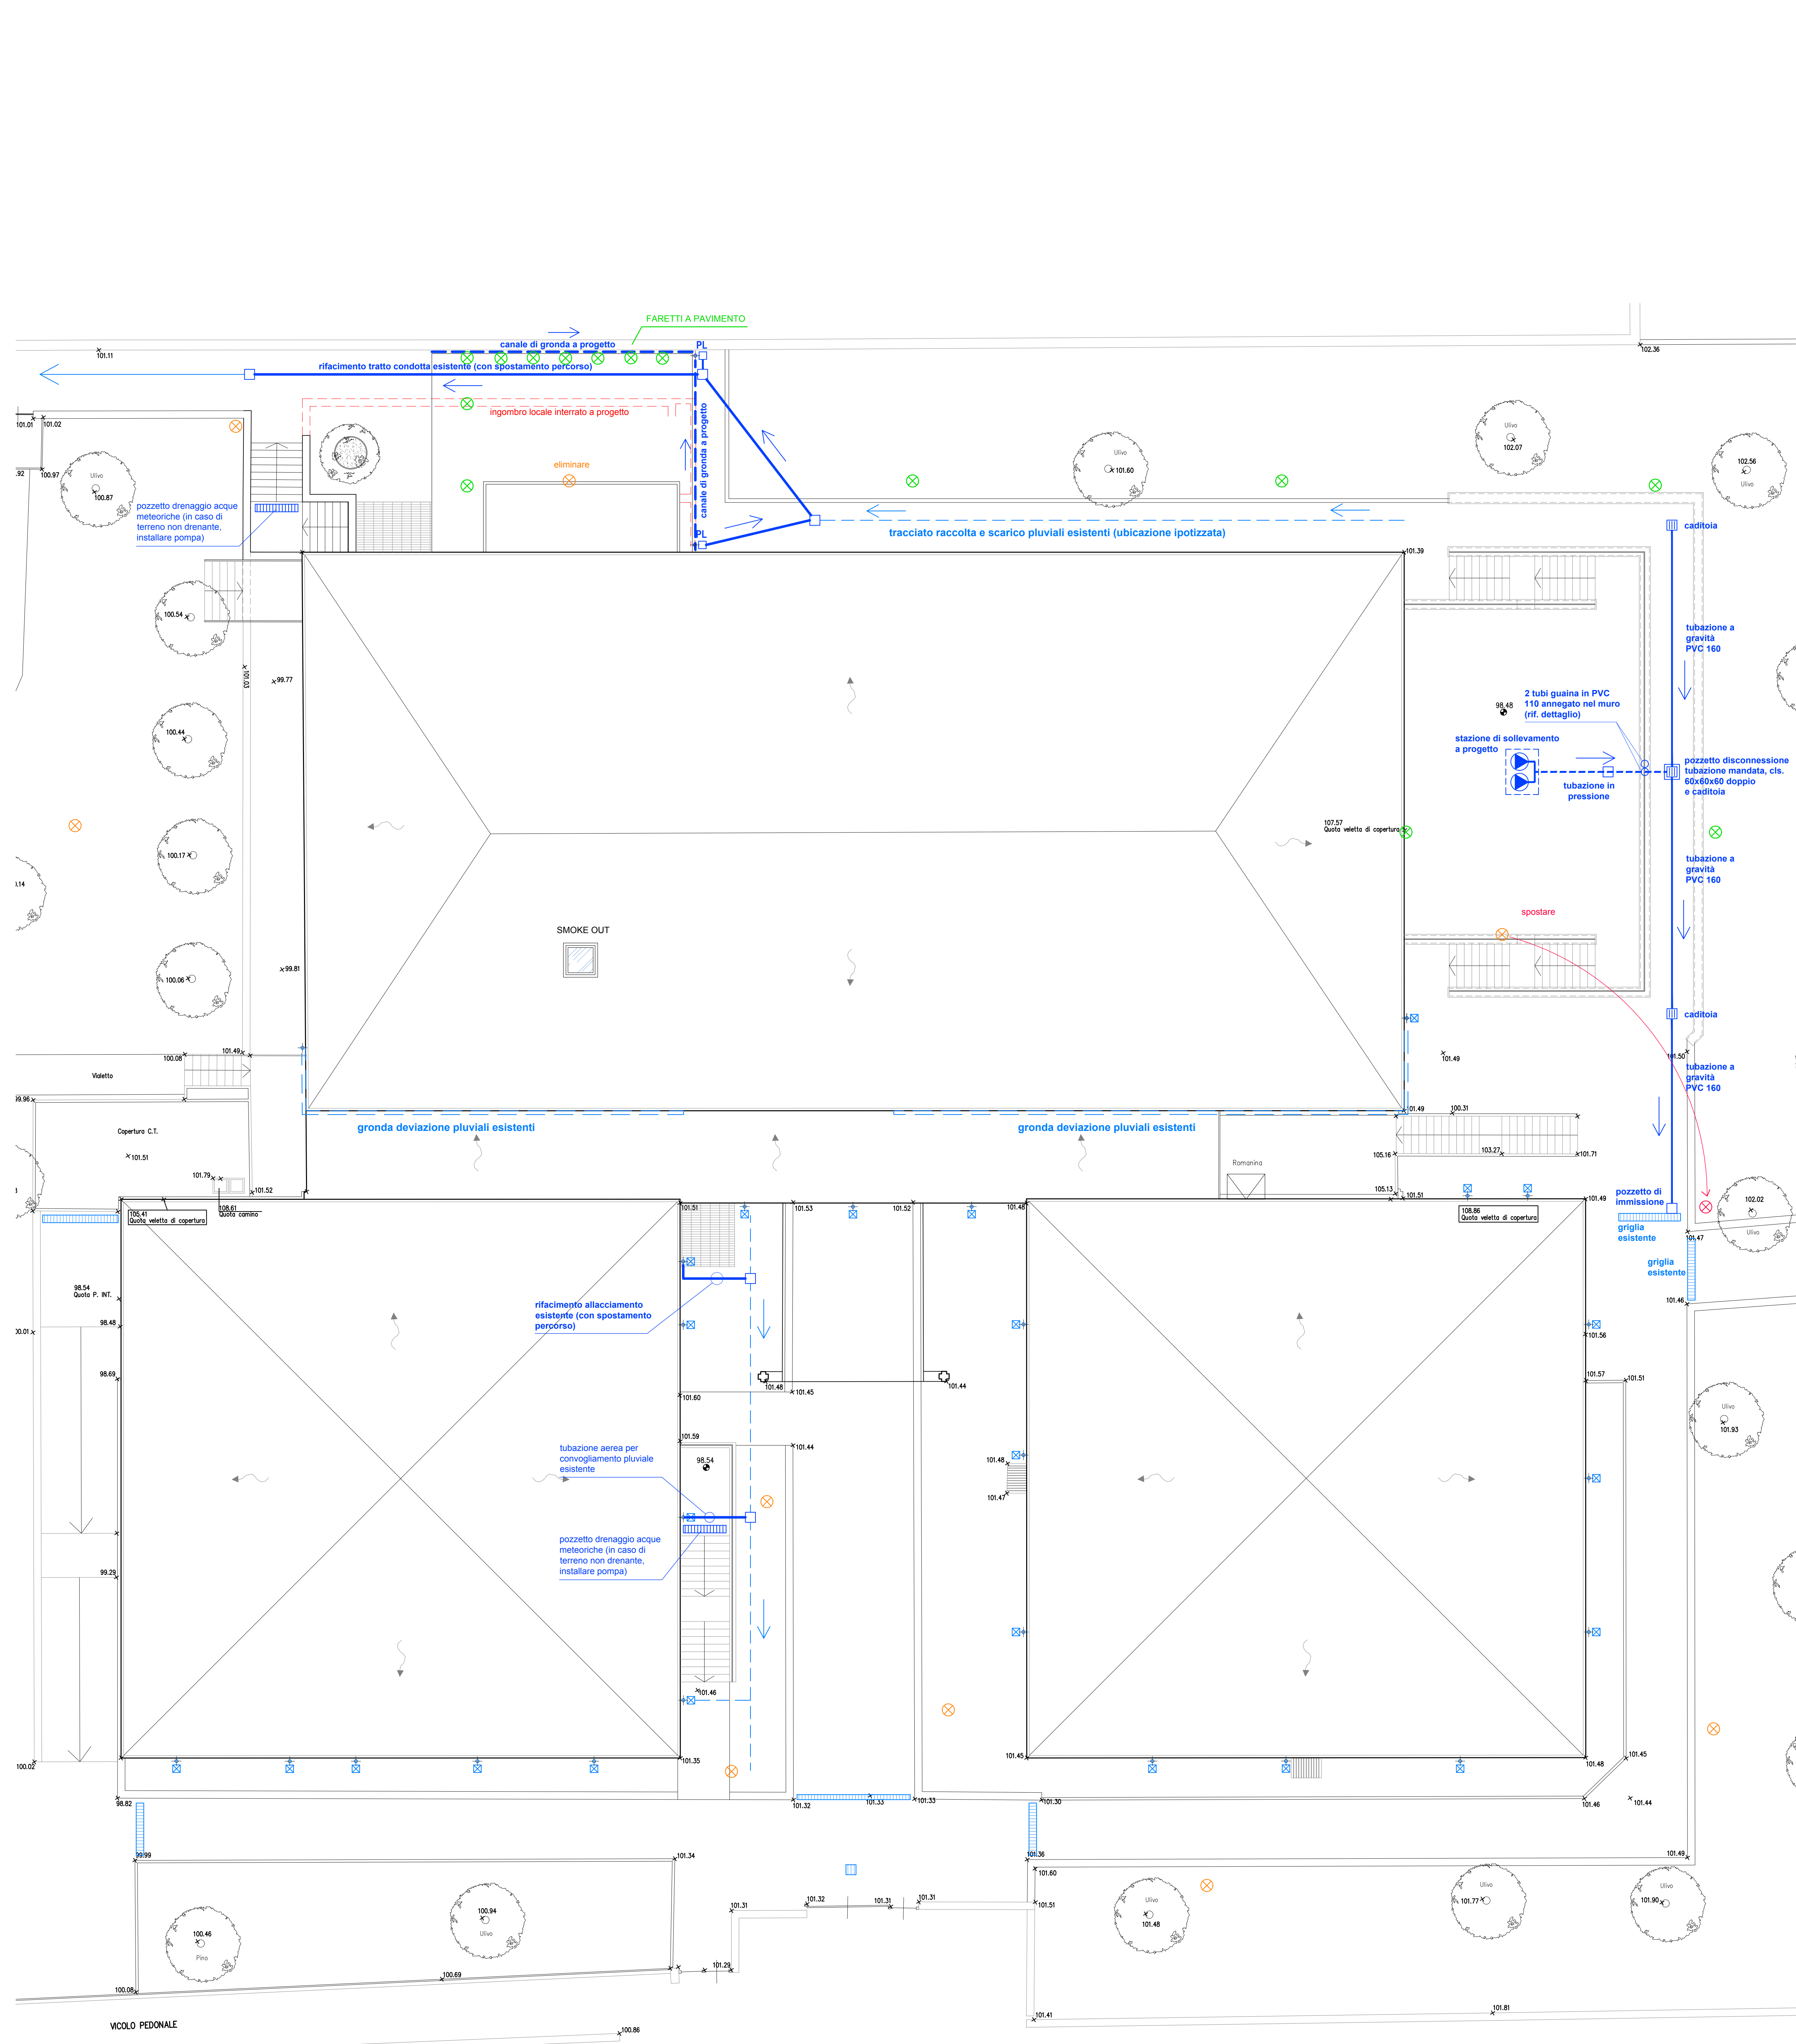 FARETTI A PAVIMENTO
canale di gronda a progetto
PL
101.11
102.36
rifacimento tratto condotta esistente (con spostamento percorso)
ingombro locale interrato a progetto
canale di gronda a progetto
101.01
101.02
.92
100.97
Ulivo
100.87
eliminare
Ulivo
101.60
Ulivo
102.07
102.56
Ulivo
pozzetto drenaggio acque
meteoriche (in caso di
terreno non drenante,
installare pompa)
PL
tracciato raccolta e scarico pluviali esistenti (ubicazione ipotizzata)
caditoia
101.39
100.54
tubazione a
gravità
PVC 160
101.03
99.77
2 tubi guaina in PVC
110 annegato nel muro
(rif. dettaglio)
98.48
100.44
stazione di sollevamento
a progetto
tubazione in
pressione
pozzetto disconnessione
tubazione mandata, cls.
60x60x60 doppio
e caditoia
107.57
Quota veletta di copertura
100.17
tubazione a
gravità
PVC 160
.14
spostare
SMOKE OUT
99.81
100.06
caditoia
100.08
101.49
101.49
101.50
Vialetto
tubazione a
gravità
PVC 160
99.96
101.49
100.31
gronda deviazione pluviali esistenti
gronda deviazione pluviali esistenti
Copertura C.T.
101.51
105.16
103.27
101.71
Romanina
101.79
101.52
105.13
101.51
101.49
pozzetto di
immissione
102.02
Ulivo
105.41
Quota veletta di copertura
108.61
Quota camino
101.51
101.53
101.52
101.48
108.86
Quota veletta di copertura
griglia
esistente
101.47
griglia
esistente
98.54
Quota P. INT.
rifacimento allacciamento
esistente (con spostamento
percorso)
101.46
98.48
00.01
101.56
98.69
101.48
101.45
101.44
101.60
101.57
101.51
Ulivo
101.93
101.59
101.44
tubazione aerea per
convogliamento pluviale
esistente
98.54
101.48
101.47
pozzetto drenaggio acque
meteoriche (in caso di
terreno non drenante,
installare pompa)
99.29
101.46
100.02
101.35
101.45
101.48
101.45
98.82
101.32
101.33
101.33
101.30
101.46
101.44
99.99
101.34
101.36
101.49
101.60
101.32
101.31
101.31
101.31
101.51
100.94
Ulivo
100.46
Pino
Ulivo
101.48
Ulivo
101.77
Ulivo
101.90
101.29
100.69
100.08
101.41
101.81
VICOLO PEDONALE
100.86